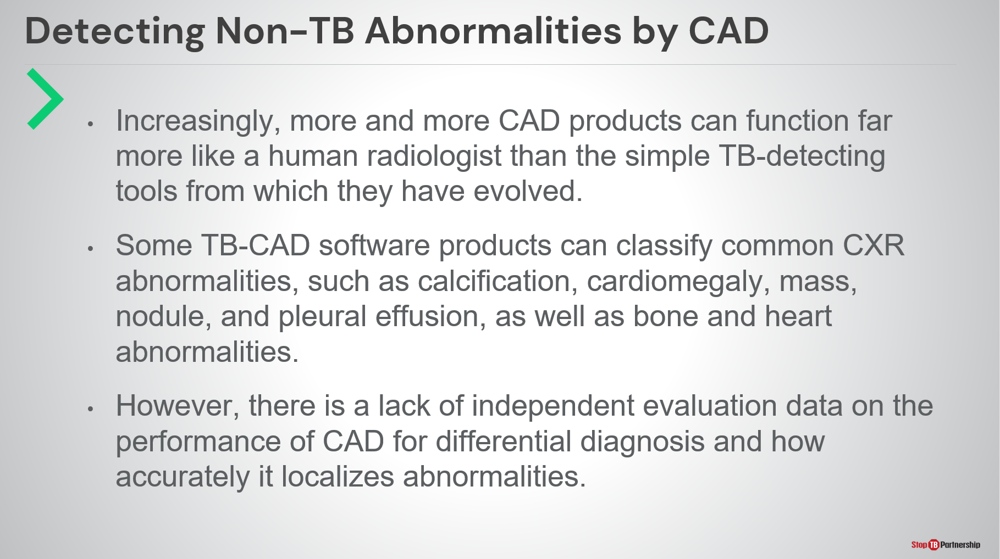 Detecting Non-TB Abnormalities by CAD
• Increasingly, more and more CAD products can function far
more like a human radiologist than the simple TB-detecting
tools from which they have evolved.
• Some TB-CAD software products can classify common CXR
abnormalities, such as calcification, cardiomegaly, mass,
nodule, and pleural effusion, as well as bone and heart
abnormalities.
• However, there is a lack of independent evaluation data on the
performance of CAD for differential diagnosis and how
accurately it localizes abnormalities.
Stop TB Partnership